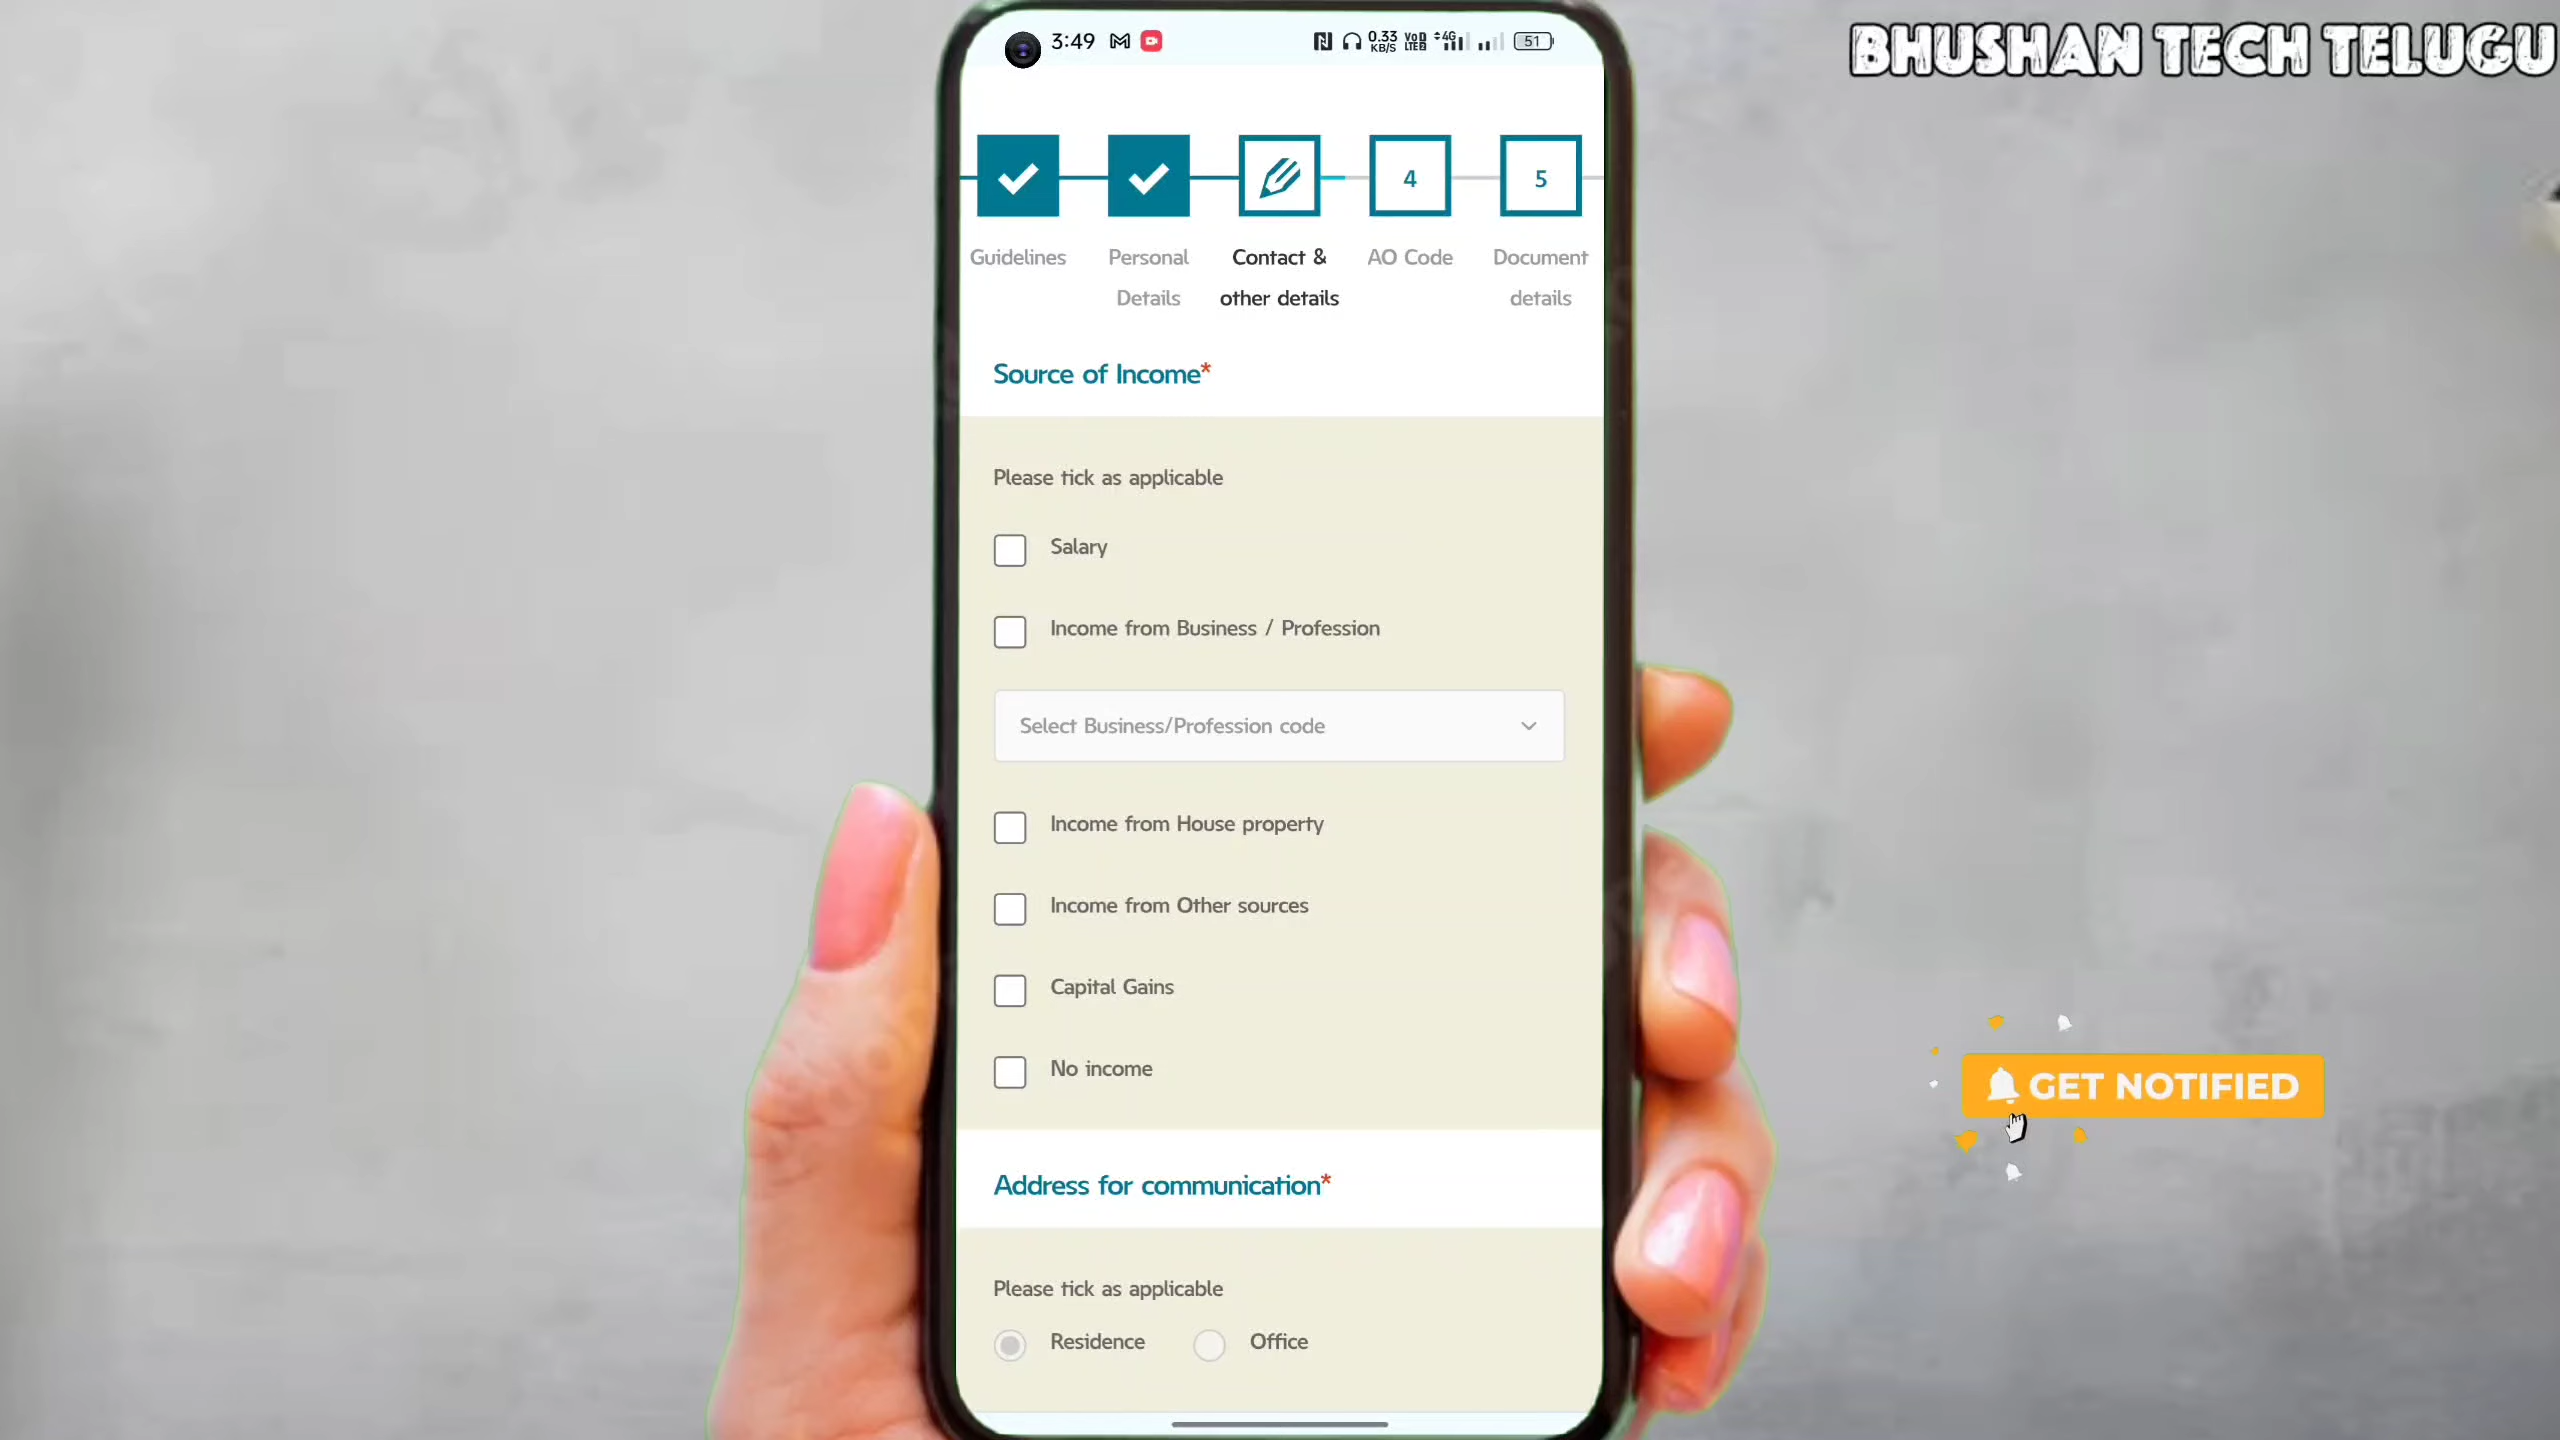 BHUSHAN TECH TELUGU
3:49 0.33 KB/S VoD LTE2 4G 51
4 5
Guidelines Personal Details Contact & other details AO Code Document details
Source of Income*
Please tick as applicable
Salary
Income from Business / Profession
Select Business/Profession code
Income from House property
Income from Other sources
Capital Gains
No income
GET NOTIFIED
Address for communication*
Please tick as applicable
Residence Office